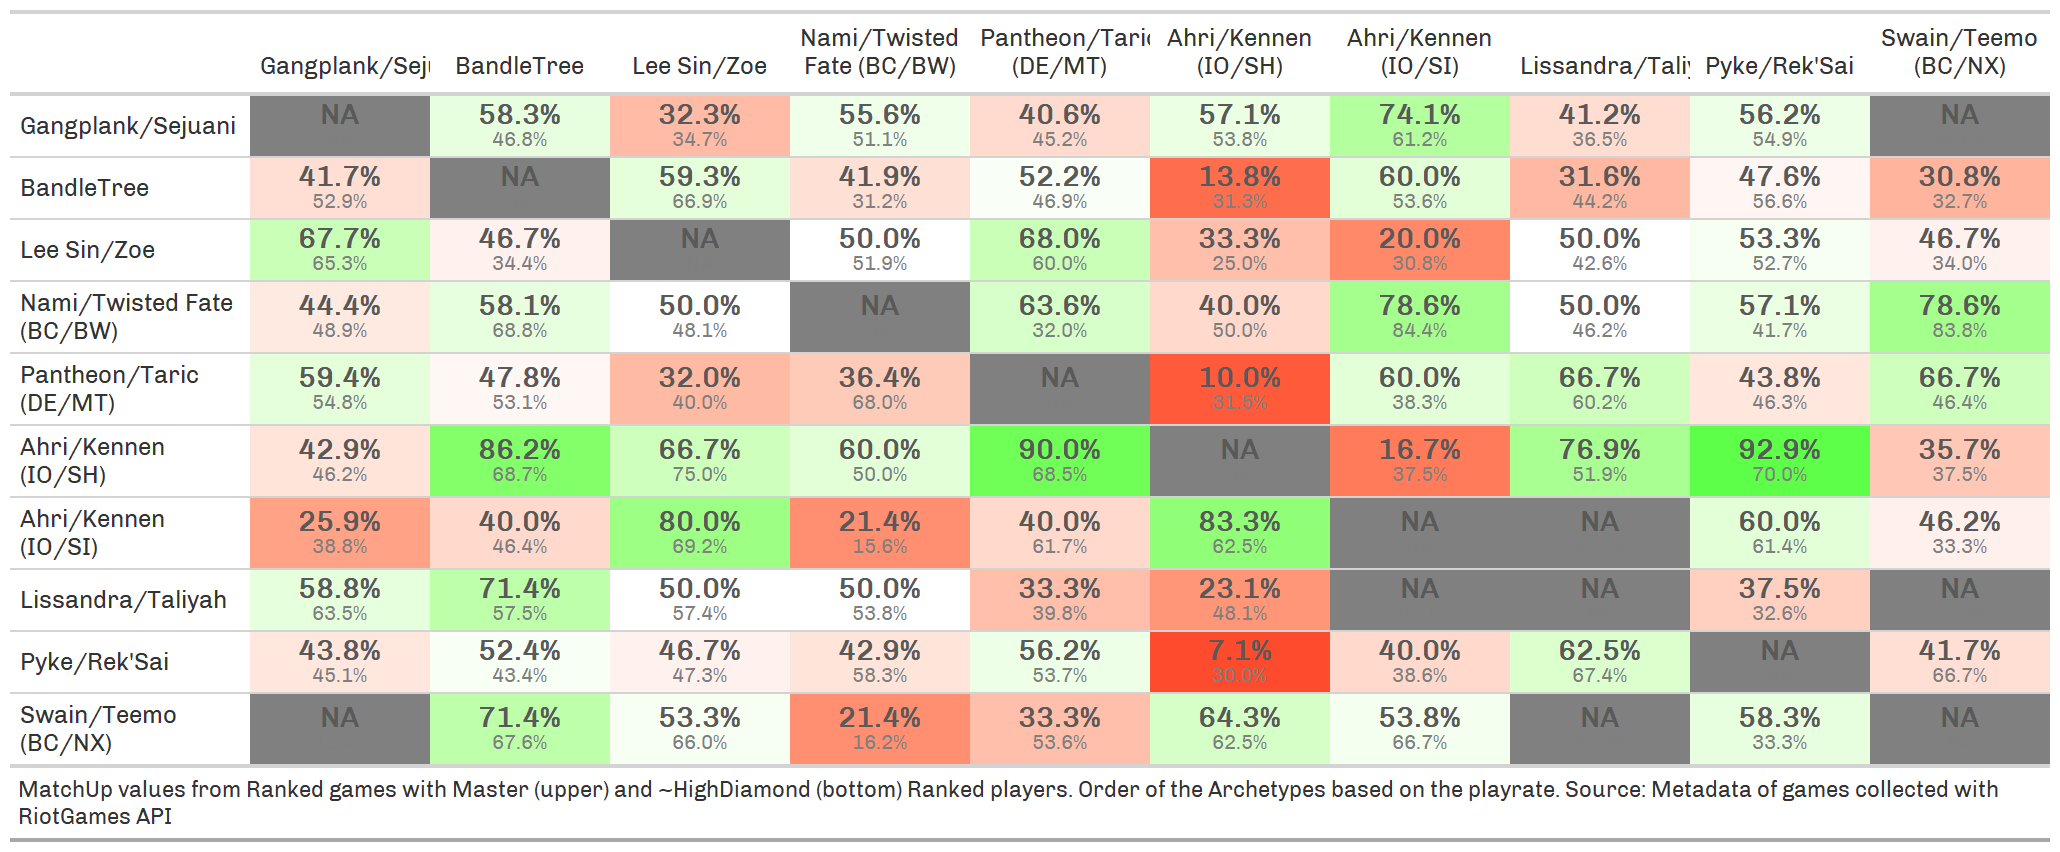 Gangplank/Sej BandleTree Lee Sin/Zoe Nami/Twisted Fate (BC/BW) Pantheon/Taric (DE/MT) Ahri/Kennen (IO/SH) Ahri/Kennen (IO/SI) Lissandra/Taliy Pyke/Rek'Sai Swain/Teemo (BC/NX)
Gangplank/Sejuani NA 58.3% 32.3% 55.6% 40.6% 57.1% 74.1% 41.2% 56.2% NA
46.8% 34.7% 51.1% 45.2% 53.8% 61.2% 36.5% 54.9%
BandleTree 41.7% NA 59.3% 41.9% 52.2% 13.8% 60.0% 31.6% 47.6% 30.8%
52.9% 66.9% 31.2% 46.9% 31.3% 53.6% 44.2% 56.6% 32.7%
Lee Sin/Zoe 67.7% 46.7% NA 50.0% 68.0% 33.3% 20.0% 50.0% 53.3% 46.7%
65.3% 34.4% 51.9% 60.0% 25.0% 30.8% 42.6% 52.7% 34.0%
Nami/Twisted Fate 44.4% 58.1% 50.0% NA 63.6% 40.0% 78.6% 50.0% 57.1% 78.6%
(BC/BW) 48.9% 68.8% 48.1% 32.0% 50.0% 84.4% 46.2% 41.7% 83.8%
Pantheon/Taric 59.4% 47.8% 32.0% 36.4% NA 10.0% 60.0% 66.7% 43.8% 66.7%
(DE/MT) 54.8% 53.1% 40.0% 68.0% 31.5% 38.3% 60.2% 46.3% 46.4%
Ahri/Kennen 42.9% 86.2% 66.7% 60.0% 90.0% NA 16.7% 76.9% 92.9% 35.7%
(IO/SH) 46.2% 68.7% 75.0% 50.0% 68.5% 37.5% 51.9% 70.0% 37.5%
Ahri/Kennen 25.9% 40.0% 80.0% 21.4% 40.0% 83.3% NA NA 60.0% 46.2%
(IO/SI) 38.8% 46.4% 69.2% 15.6% 61.7% 62.5% 61.4% 33.3%
Lissandra/Taliyah 58.8% 71.4% 50.0% 50.0% 33.3% 23.1% NA NA 37.5% NA
63.5% 57.5% 57.4% 53.8% 39.8% 48.1% 32.6%
Pyke/Rek'Sai 43.8% 52.4% 46.7% 42.9% 56.2% 7.1% 40.0% 62.5% NA 41.7%
45.1% 43.4% 47.3% 58.3% 53.7% 30.0% 38.6% 67.4% 66.7%
Swain/Teemo NA 71.4% 53.3% 21.4% 33.3% 64.3% 53.8% NA 58.3% NA
(BC/NX) 67.6% 66.0% 16.2% 53.6% 62.5% 66.7% 33.3%
MatchUp values from Ranked games with Master (upper) and ~HighDiamond (bottom) Ranked players. Order of the Archetypes based on the playrate. Source: Metadata of games collected with
RiotGames API